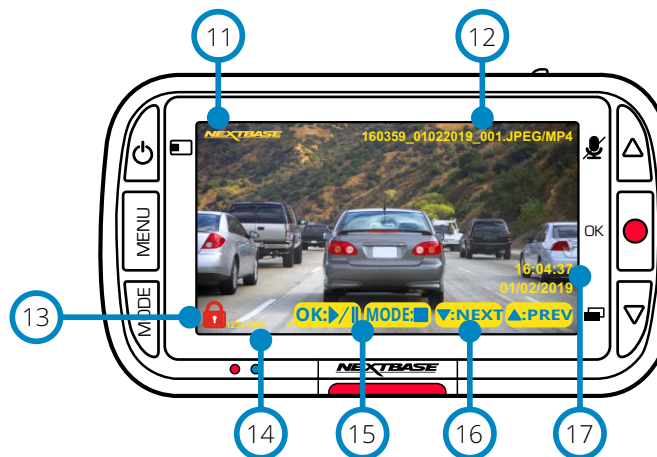 11
12
NEXTBASE
160359_01022019_001.JPEG/MP4
MENU
OK
MODE
16:04:37
01/02/2019
13
OK:▶/II MODE:■ ▼:NEXT ▲:PREV
NEXTBASE
14
15
16
17